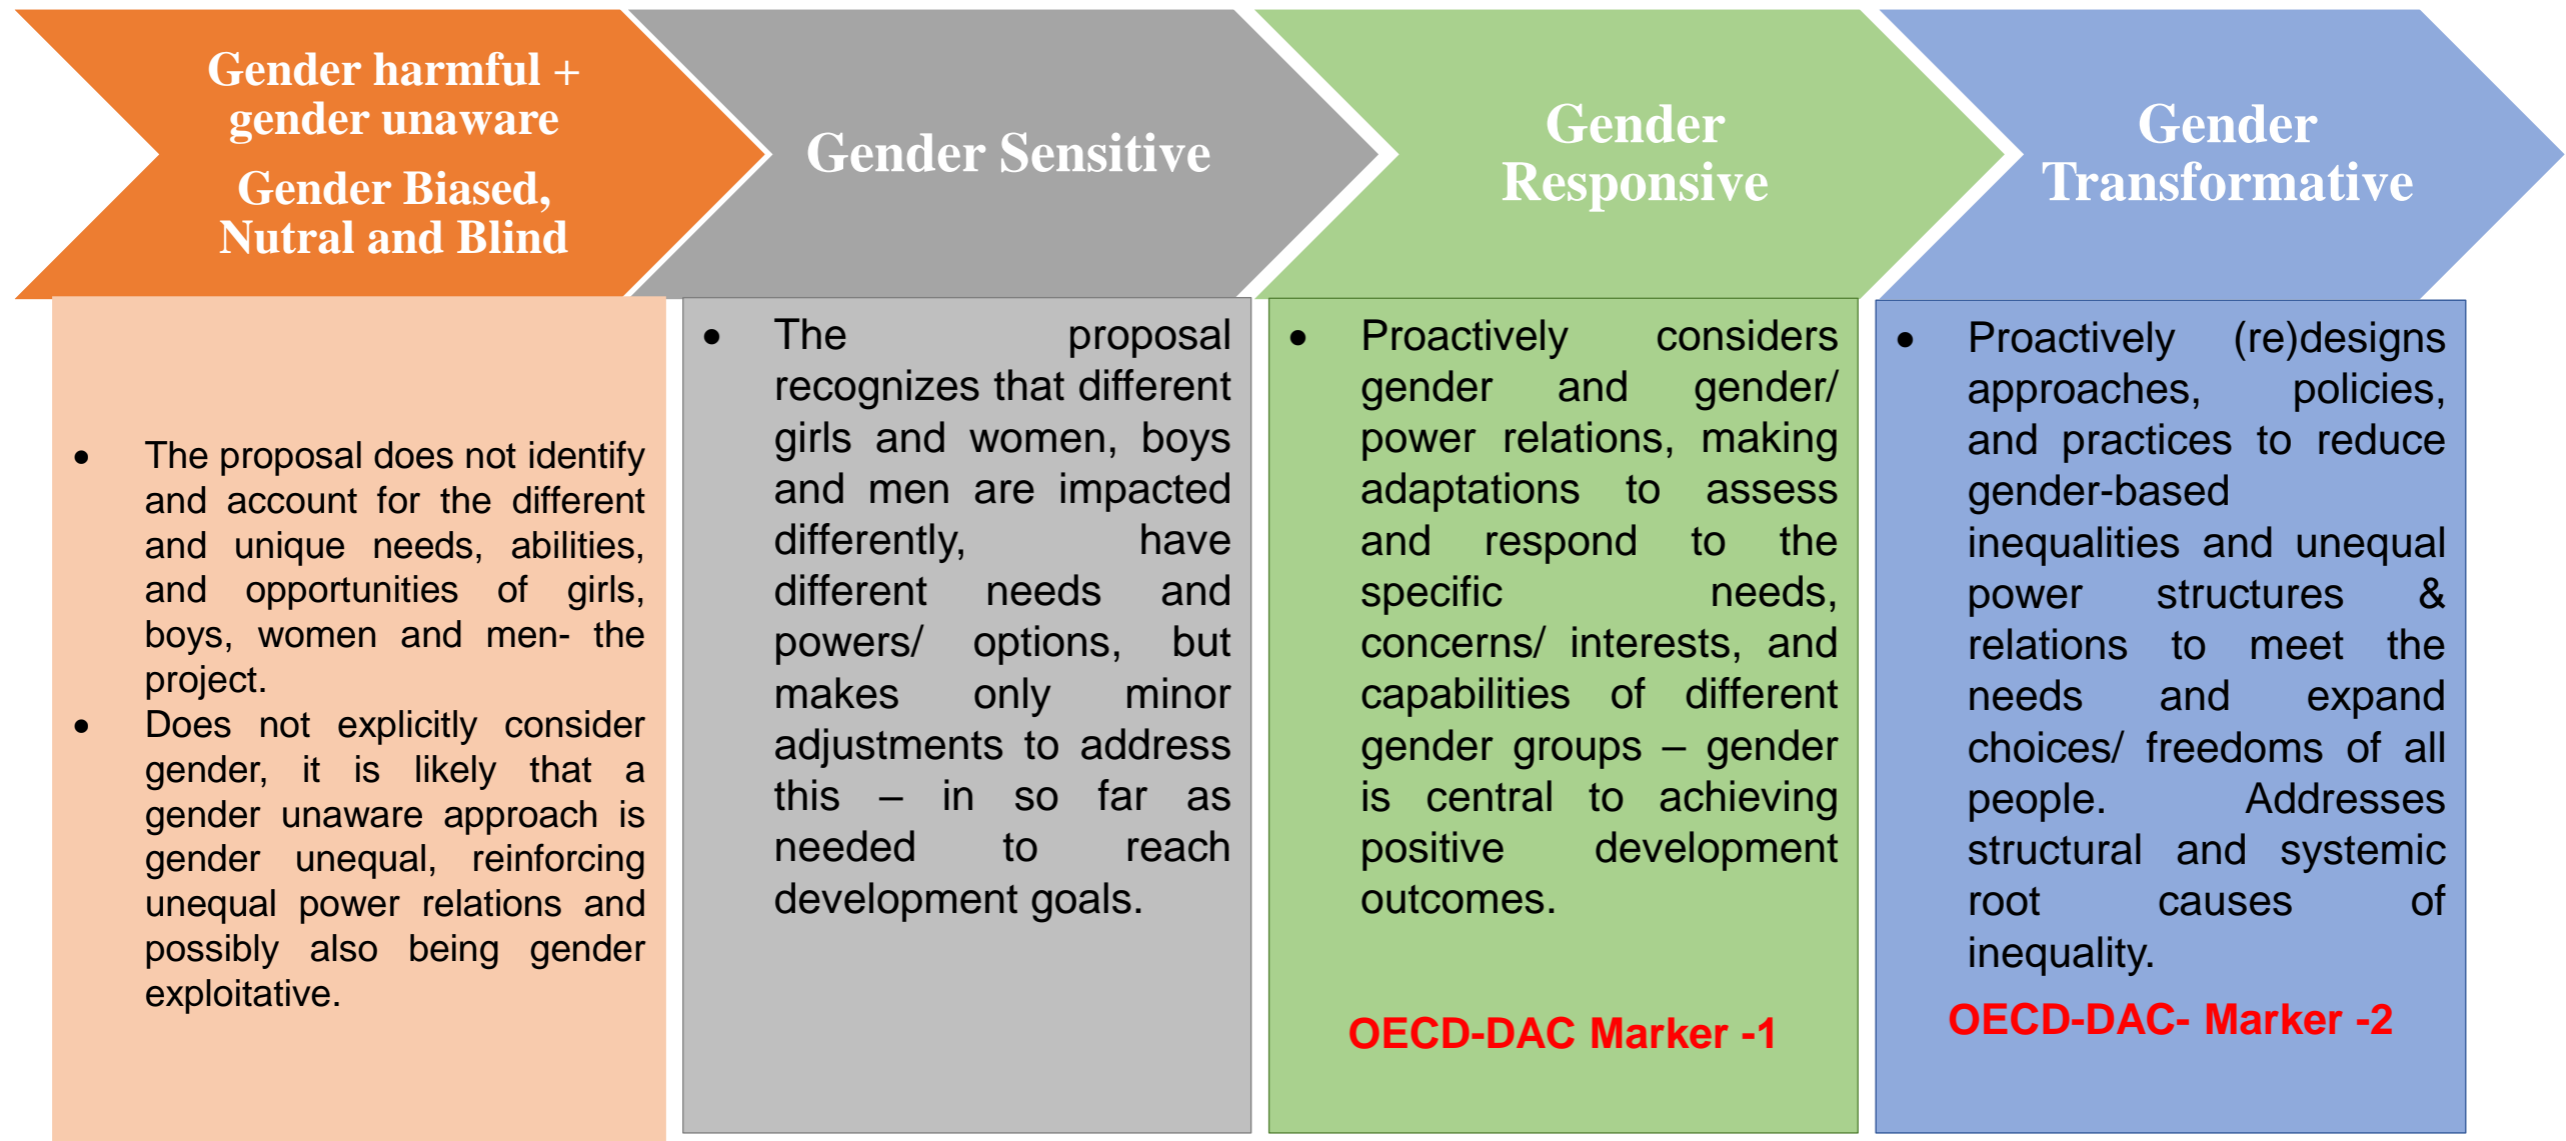 Gender harmful +
gender unaware
Gender Biased,
Nutral and Blind
• The proposal does not identify
and account for the different
and unique needs, abilities,
and opportunities of girls,
boys, women and men- the
project.
• Does not explicitly consider
gender, it is likely that a
gender unaware approach is
gender unequal, reinforcing
unequal power relations and
possibly also being gender
exploitative.
Gender Sensitive
• The proposal
recognizes that different
girls and women, boys
and men are impacted
differently, have
different needs and
powers/ options, but
makes only minor
adjustments to address
this – in so far as
needed to reach
development goals.
Gender
Responsive
• Proactively considers
gender and gender/
power relations, making
adaptations to assess
and respond to the
specific needs,
concerns/ interests, and
capabilities of different
gender groups – gender
is central to achieving
positive development
outcomes.
OECD-DAC Marker -1
Gender
Transformative
• Proactively (re)designs
approaches, policies,
and practices to reduce
gender-based
inequalities and unequal
power structures &
relations to meet the
needs and expand
choices/ freedoms of all
people. Addresses
structural and systemic
root causes of
inequality.
OECD-DAC- Marker -2